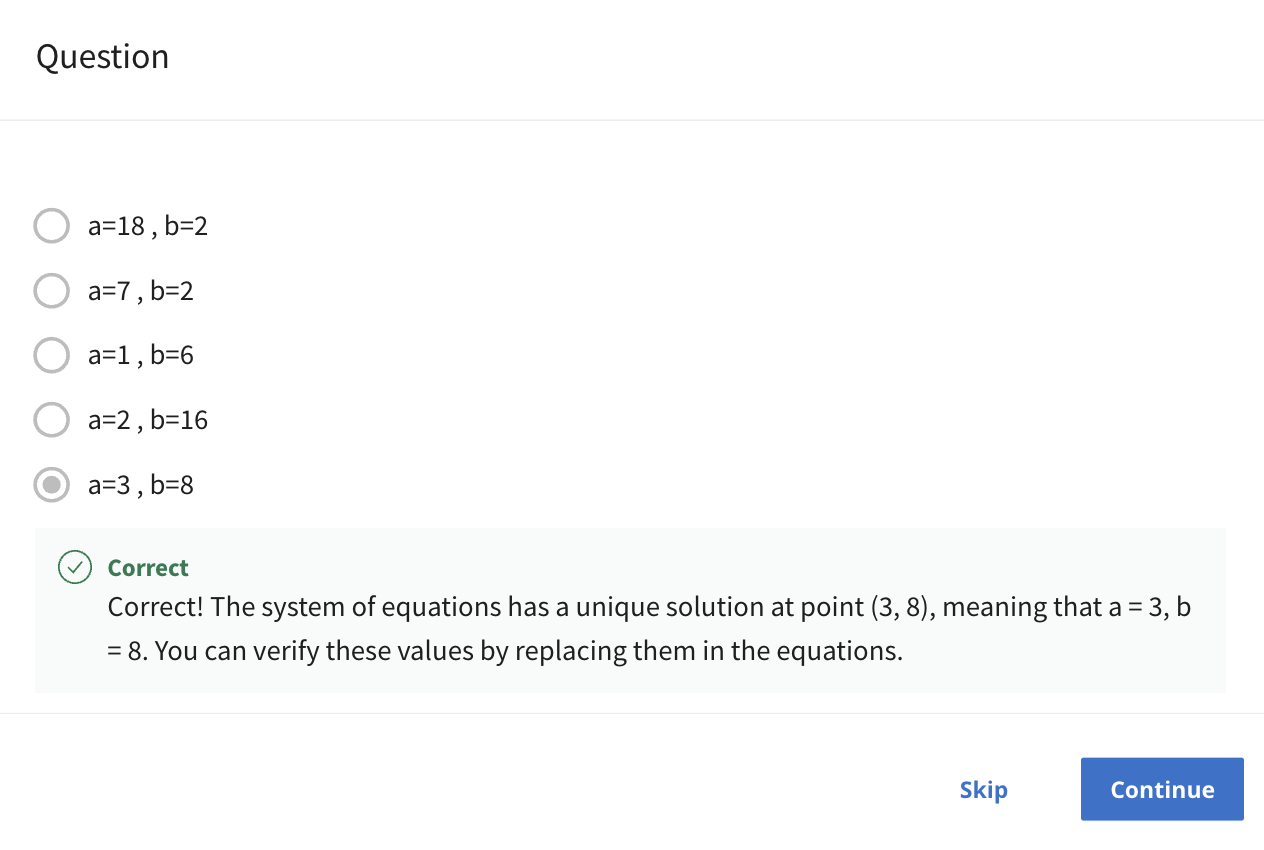 Question
a=18 , b=2
a=7 , b=2
a=1 , b=6
a=2 , b=16
a=3 , b=8
Correct
Correct! The system of equations has a unique solution at point (3, 8), meaning that a = 3, b
= 8. You can verify these values by replacing them in the equations.
Skip
Continue